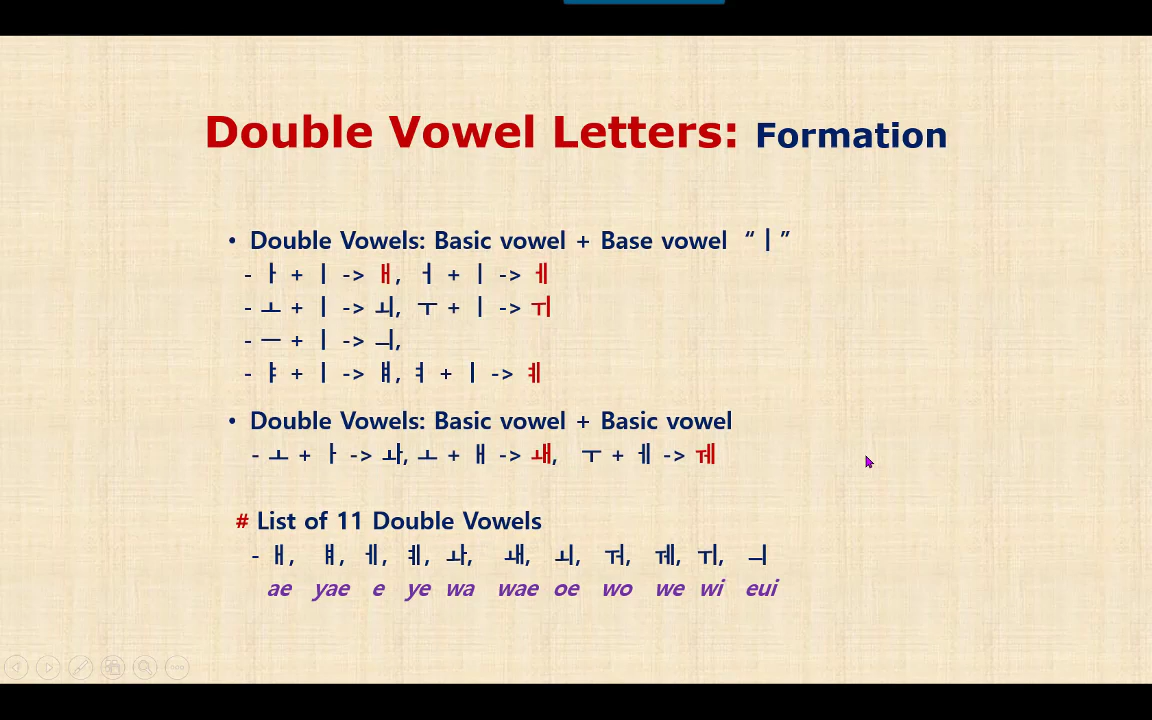 Double Vowel Letters: Formation
• Double Vowels: Basic vowel + Base vowel “ㅣ”
- ㅏ + ㅣ -> ㅐ, ㅓ + ㅣ -> ㅔ
- ㅗ + ㅣ -> ㅚ, ㅜ + ㅣ -> ㅟ
- ㅡ + ㅣ -> ㅢ,
- ㅑ + ㅣ -> ㅒ, ㅕ + ㅣ -> ㅖ
• Double Vowels: Basic vowel + Basic vowel
- ㅗ + ㅏ -> ㅘ, ㅗ + ㅐ -> ㅙ, ㅜ + ㅔ -> ㅞ
# List of 11 Double Vowels
- ㅐ, ㅒ, ㅔ, ㅖ, ㅘ, ㅙ, ㅚ, ㅝ, ㅞ, ㅟ, ㅢ
ae yae e ye wa wae oe wo we wi eui